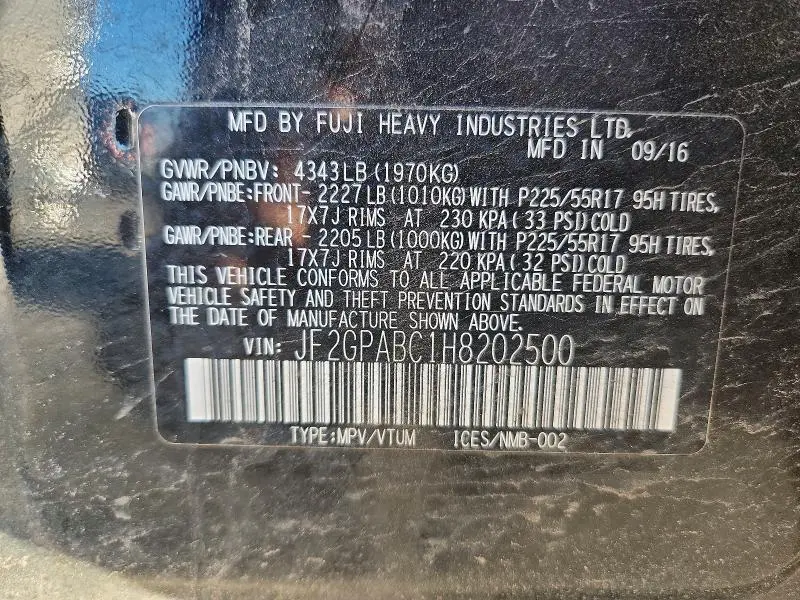 MFD BY FUJI HEAVY INDUSTRIES LTD.
MFD IN 09/16
GVWR/PNBV: 4343LB(1970KG)
GAWR/PNBE:FRONT- 2227LB(1010KG)WITH P225/55R17 95H TIRES,
17X7J RIMS AT 230 KPA(33 PSI)COLD
GAWR/PNBE:REAR - 2205LB(1000KG)WITH P225/55R17 95H TIRES,
17X7J RIMS AT 220 KPA(32 PSI)COLD
THIS VEHICLE CONFORMS TO ALL APPLICABLE FEDERAL MOTOR
VEHICLE SAFETY AND THEFT PREVENTION STANDARDS IN EFFECT ON
THE DATE OF MANUFACTURE SHOWN ABOVE.
VIN: JF2GPABC1H8202500
TYPE:MPV/VTUM ICES/NMB-002